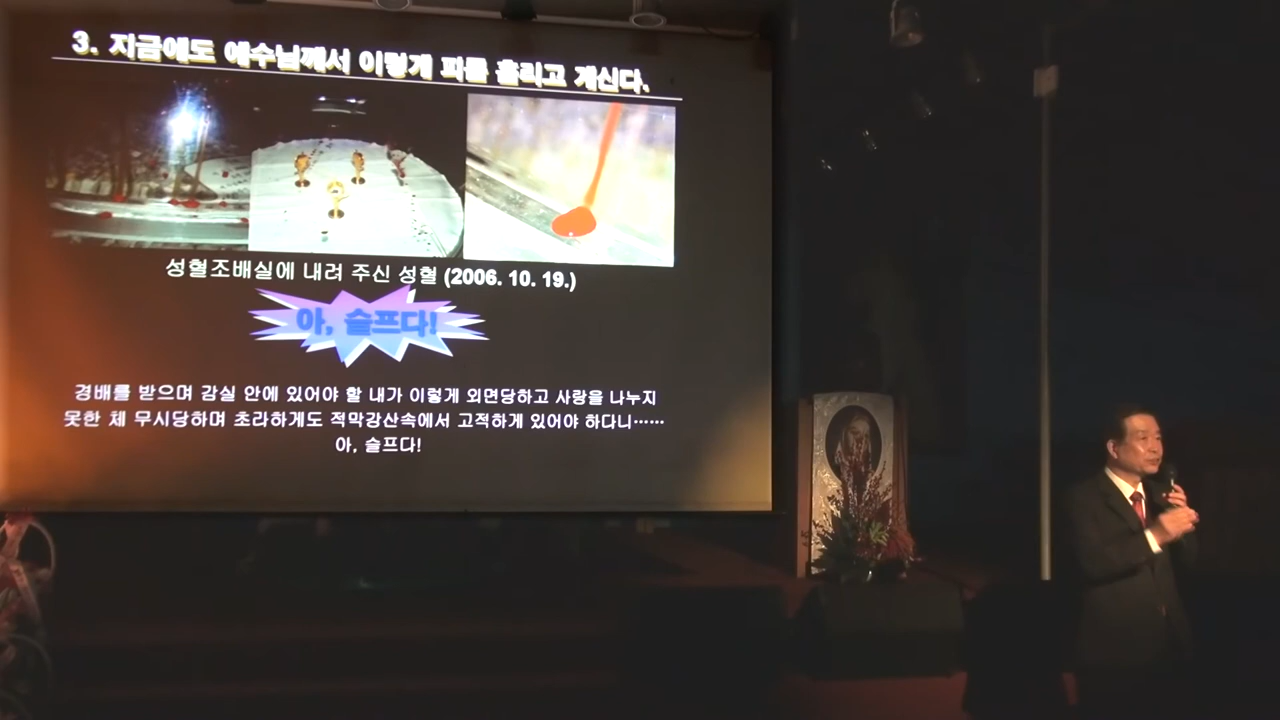 3. 지금에도 예수님께서 이렇게 피를 흘리고 계신다.
성혈조배실에 내려 주신 성혈 (2006. 10. 19.)
아, 슬프다!
경배를 받으며 감실 안에 있어야 할 내가 이렇게 외면당하고 사랑을 나누지
못한 체 무시당하며 초라하게도 적막강산속에서 고적하게 있어야 하다니……
아, 슬프다!